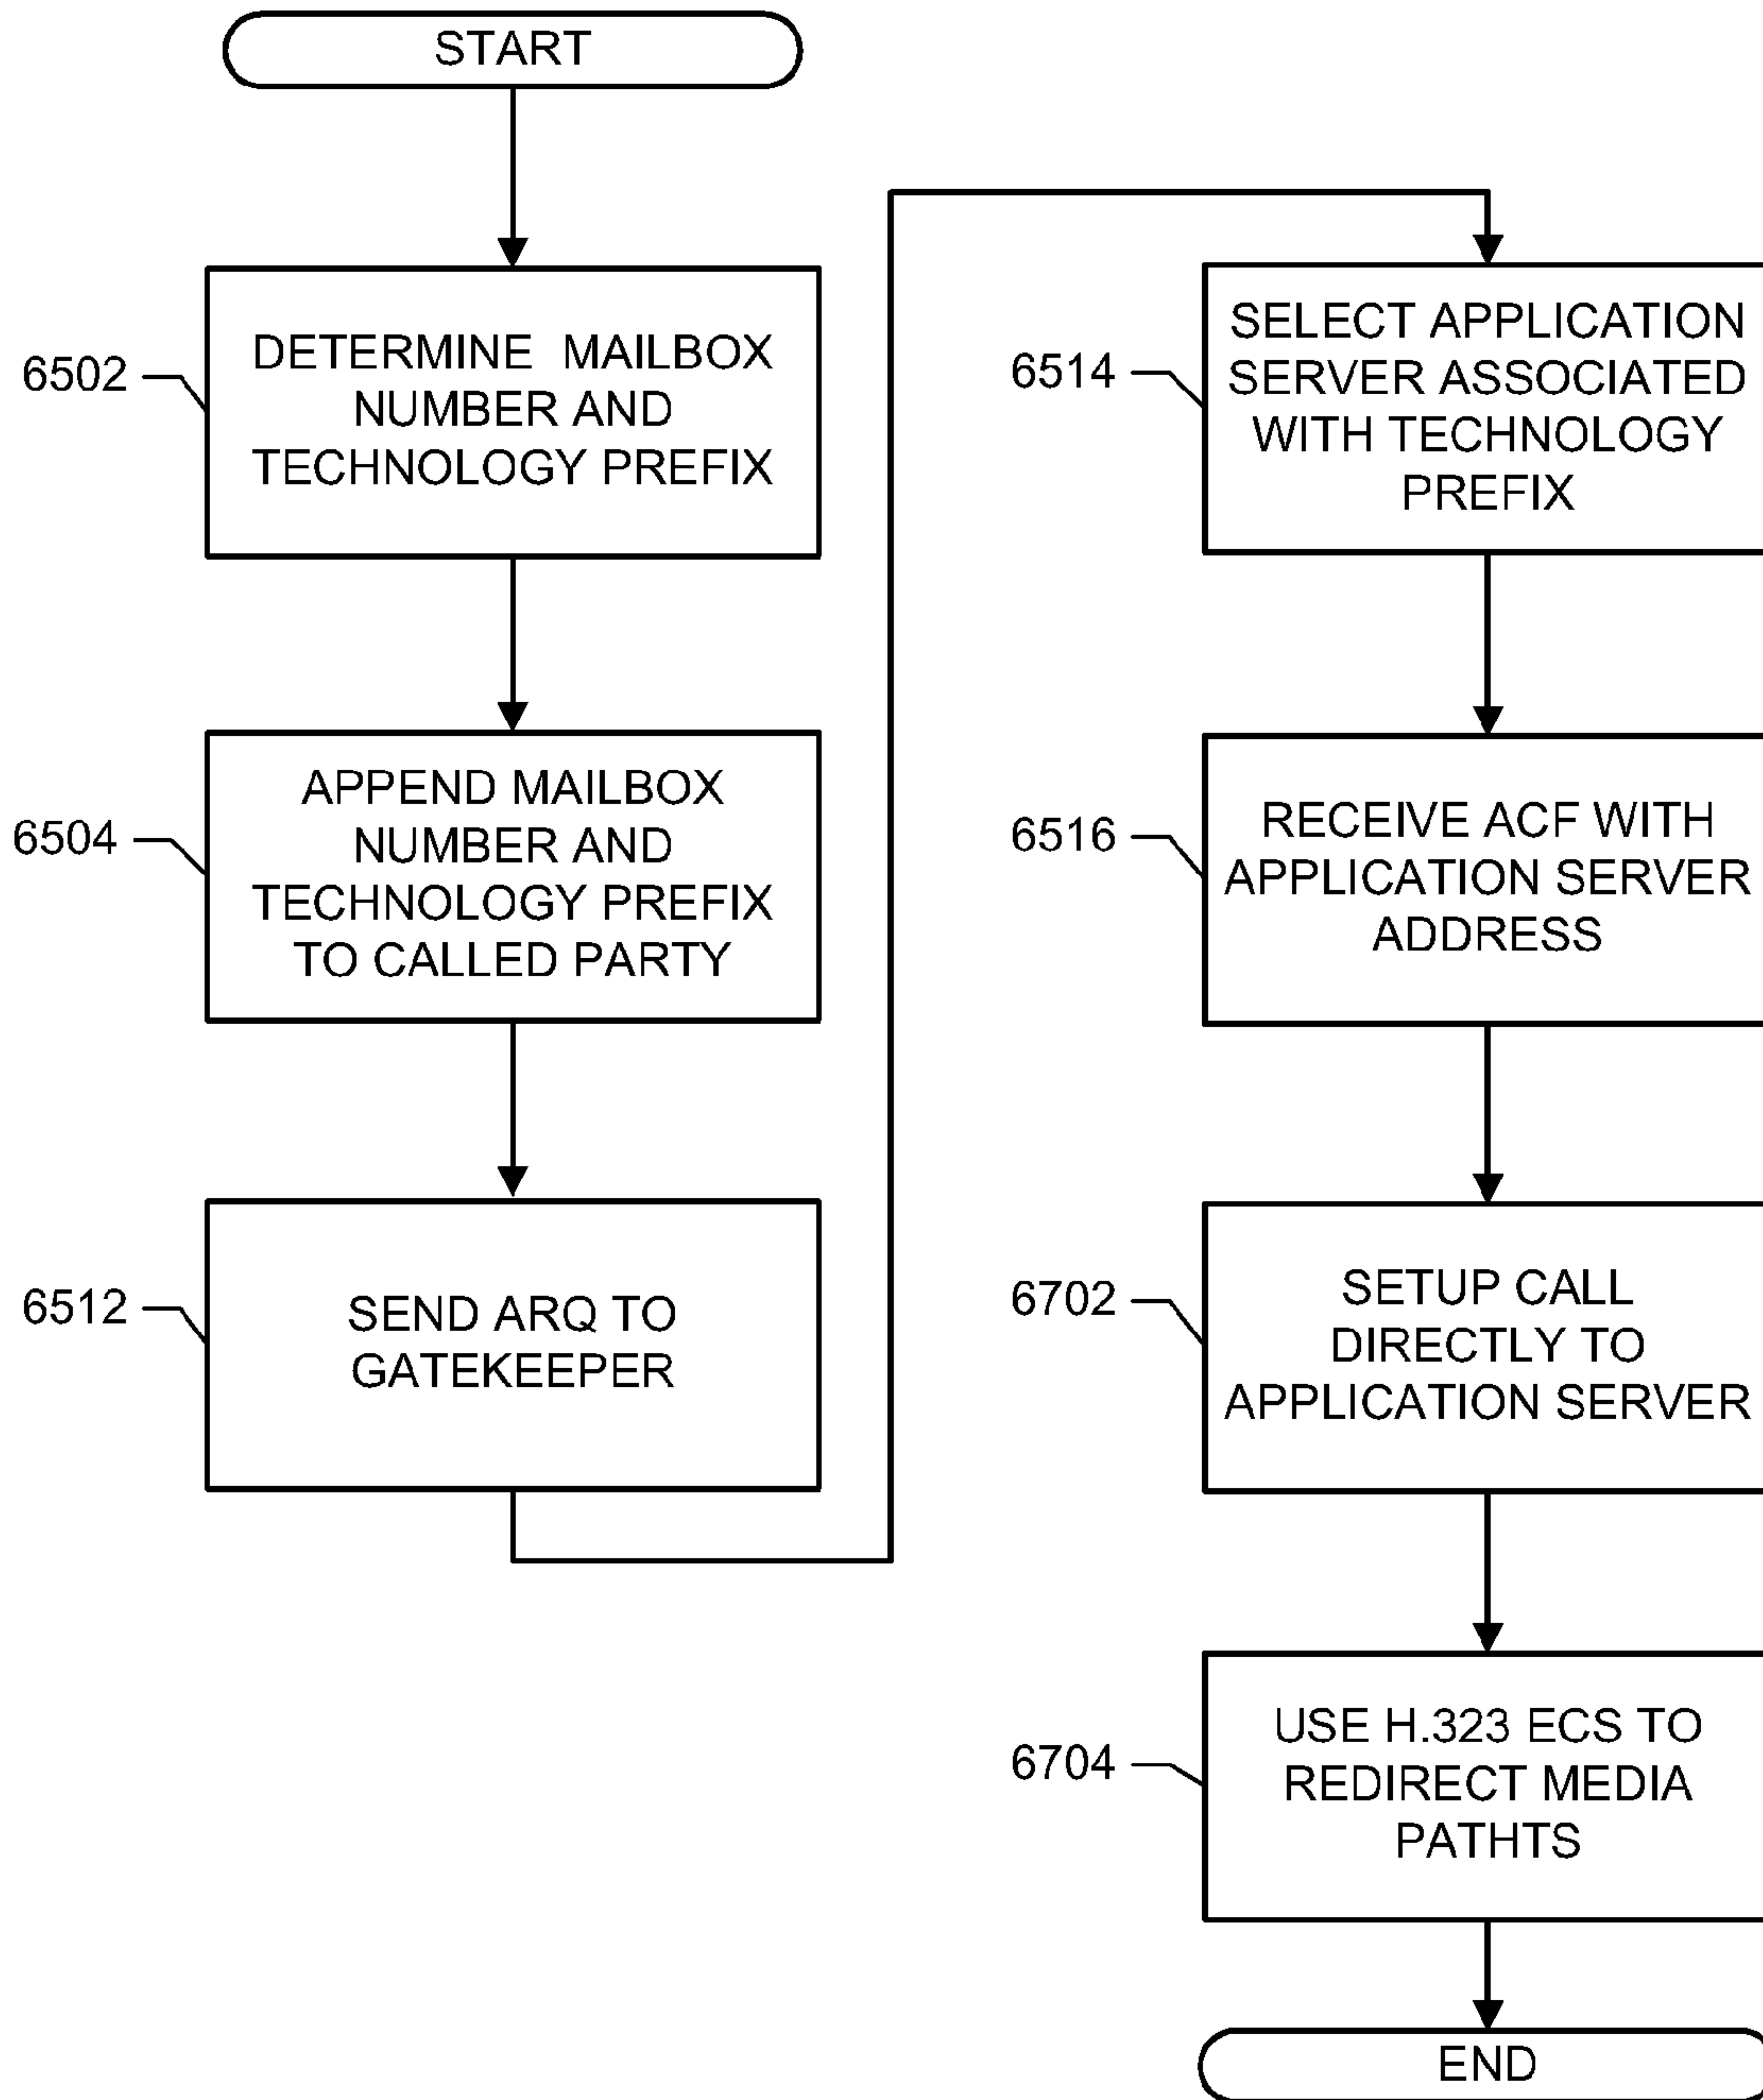 START
6502
DETERMINE MAILBOX
NUMBER AND
TECHNOLOGY PREFIX
6504
APPEND MAILBOX
NUMBER AND
TECHNOLOGY PREFIX
TO CALLED PARTY
6512
SEND ARQ TO
GATEKEEPER
6514
SELECT APPLICATION
SERVER ASSOCIATED
WITH TECHNOLOGY
PREFIX
6516
RECEIVE ACF WITH
APPLICATION SERVER
ADDRESS
6702
SETUP CALL
DIRECTLY TO
APPLICATION SERVER
6704
USE H.323 ECS TO
REDIRECT MEDIA
PATHTS
END